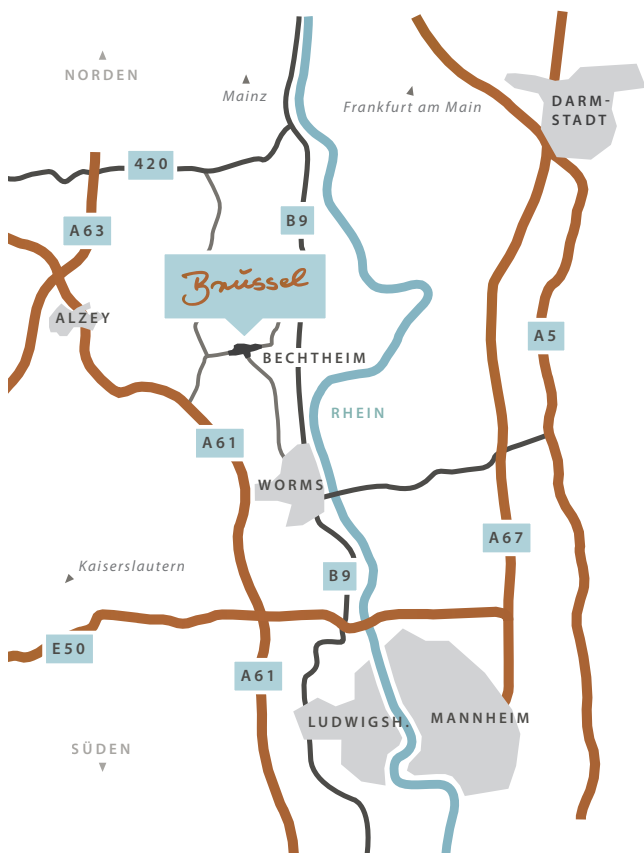 NORDEN
Mainz
Frankfurt am Main
DARM-
STADT
420
A63
B9
Brüssel
ALZEY
BECHTHEIM
A5
RHEIN
A61
WORMS
A67
Kaiserslautern
B9
E50
A61
LUDWIGSH.
MANNHEIM
SÜDEN